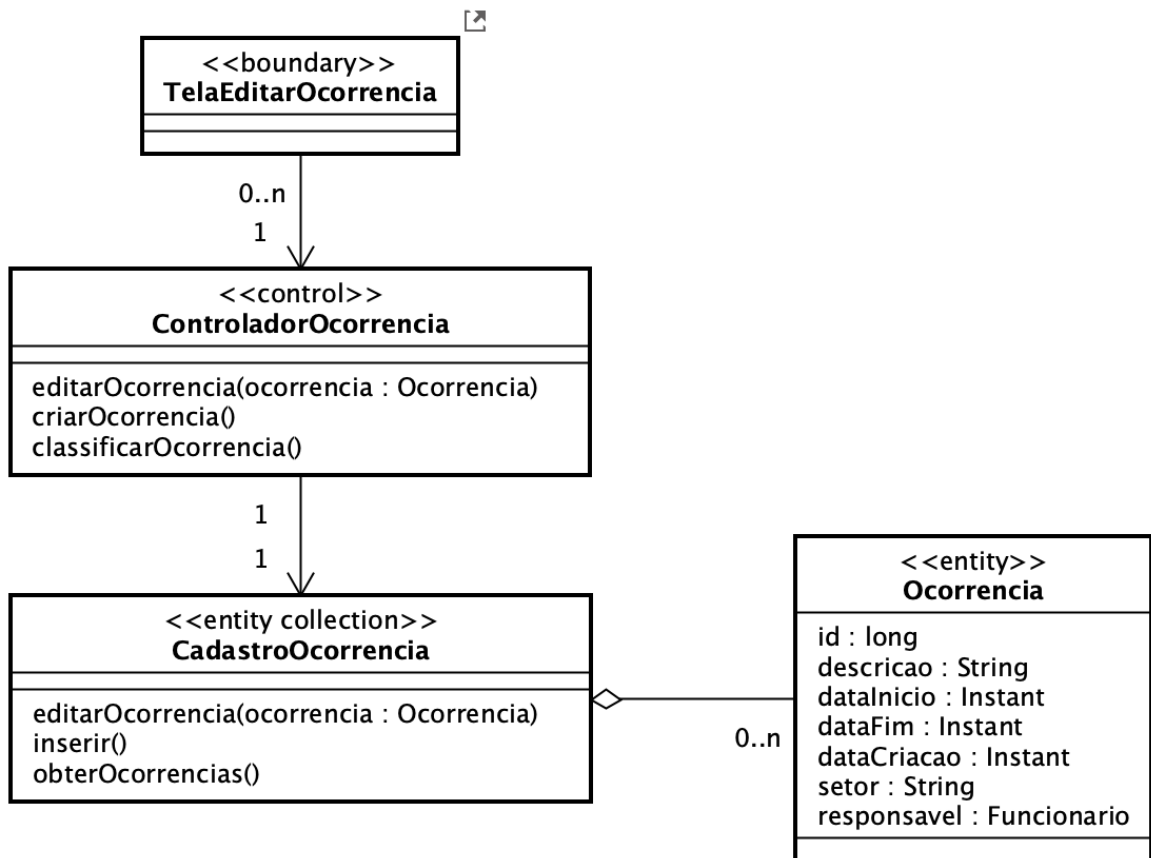 <<boundary>>
TelaEditarOcorrencia
0..n
1
<<control>>
ControladorOcorrencia
editarOcorrencia(ocorrencia : Ocorrencia)
criarOcorrencia()
classificarOcorrencia()
1
1
<<entity collection>>
CadastroOcorrencia
editarOcorrencia(ocorrencia : Ocorrencia)
inserir()
obterOcorrencias()
0..n
<<entity>>
Ocorrencia
id : long
descricao : String
dataInicio : Instant
dataFim : Instant
dataCriacao : Instant
setor : String
responsavel : Funcionario